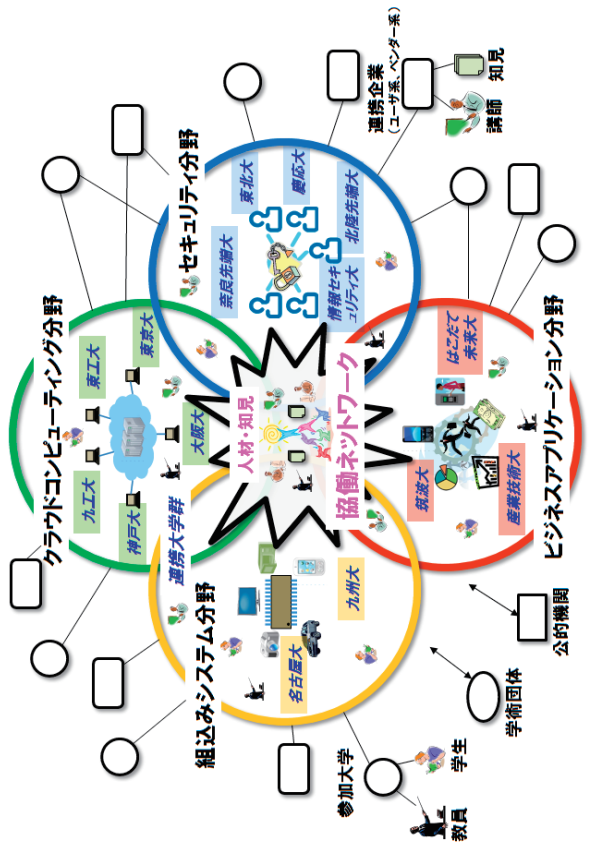 クラウドコンピューティング分野
九工大
東工大
神戸大
東京大
大阪大
セキュリティ分野
奈良先端大
東北大
慶応大
情報セキ
ュリティ大
北陸先端大
連携企業
(ユーザ系、ベンダー系)
講師
知見
人材・知見
協働ネットワーク
連携大学群
組込みシステム分野
名古屋大
九州大
ビジネスアプリケーション分野
筑波大
産業技術大
はこだて
未来大
参加大学
教員
学生
学術団体
公的機関